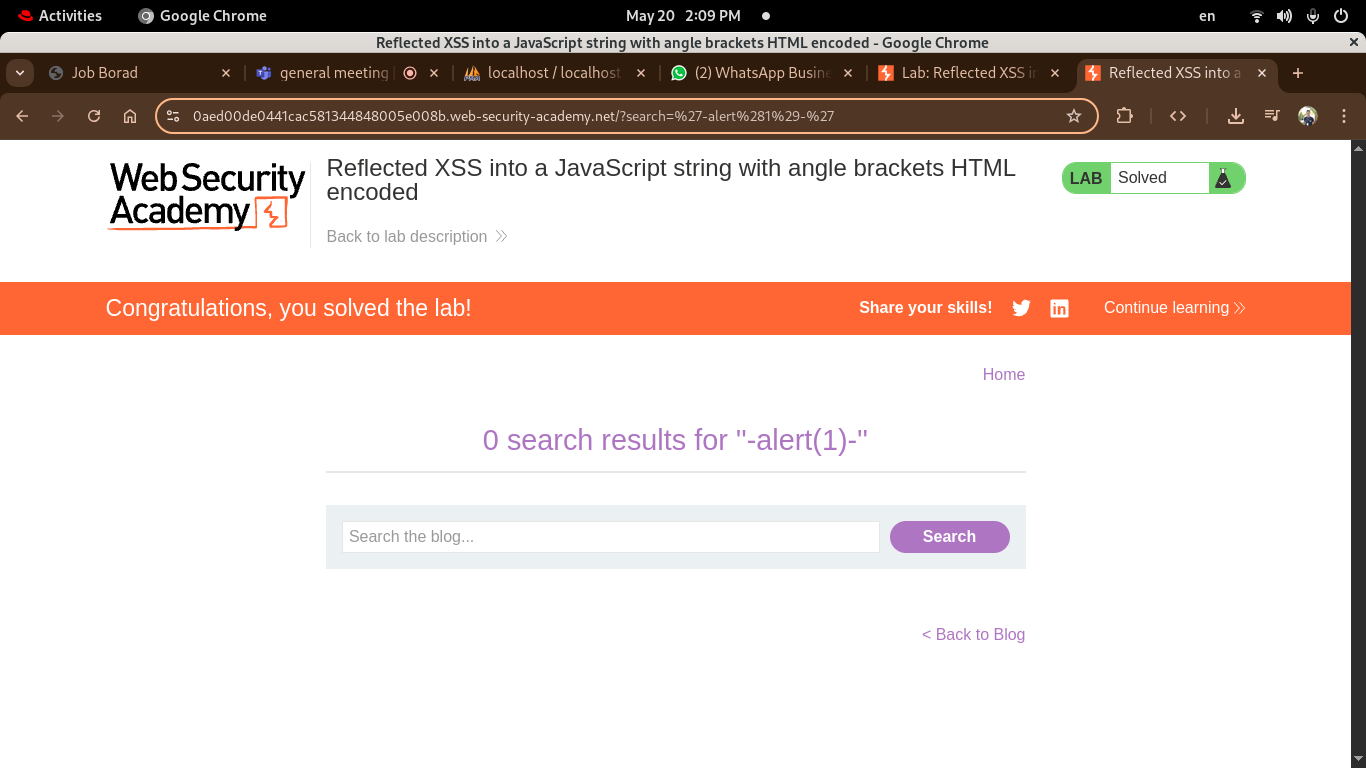 Activities Google Chrome May 20 2:09 PM en
Reflected XSS into a JavaScript string with angle brackets HTML encoded - Google Chrome
Job Borad general meeting localhost / localhost (2) WhatsApp Busine Lab: Reflected XSS in Reflected XSS into a
0aed00de0441cac581344848005e008b.web-security-academy.net/?search=%27-alert%281%29-%27
Web Security
Academy
Reflected XSS into a JavaScript string with angle brackets HTML
encoded
LAB Solved
Back to lab description
Congratulations, you solved the lab! Share your skills! Continue learning
Home
0 search results for "-alert(1)-"
Search the blog... Search
< Back to Blog